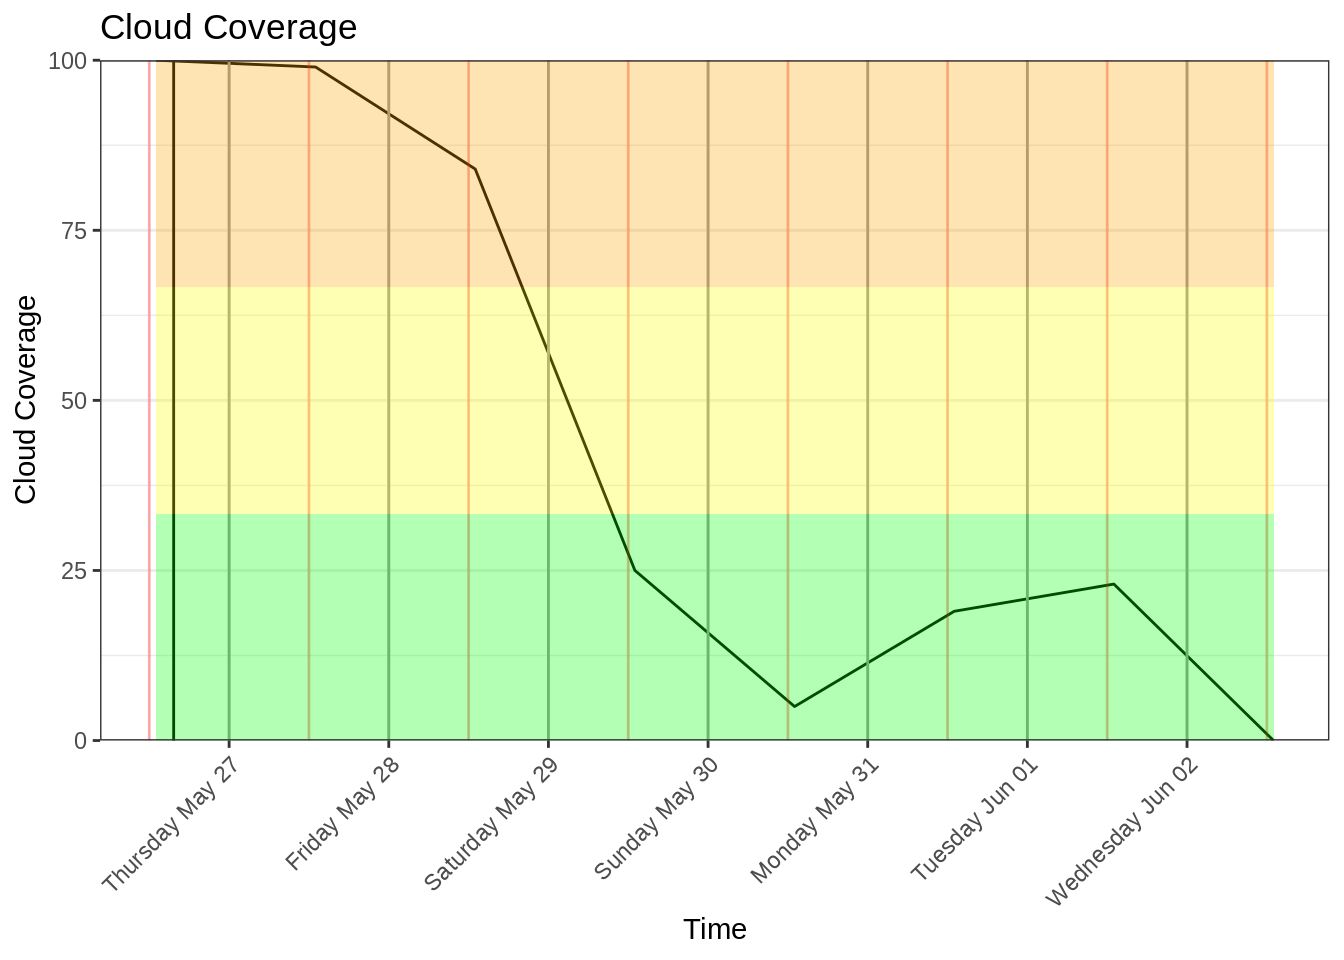 Cloud Coverage
Cloud Coverage
100
75
50
25
0
Thursday May 27
Friday May 28
Saturday May 29
Sunday May 30
Monday May 31
Tuesday Jun 01
Wednesday Jun 02
Time